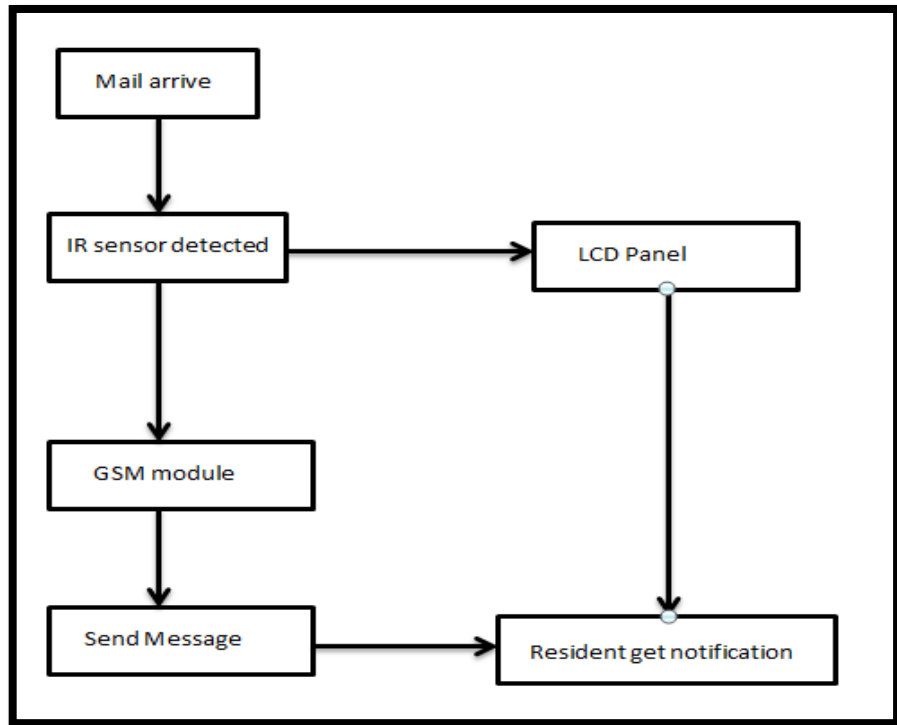 Mail arrive
IR sensor detected
LCD Panel
GSM module
Send Message
Resident get notification